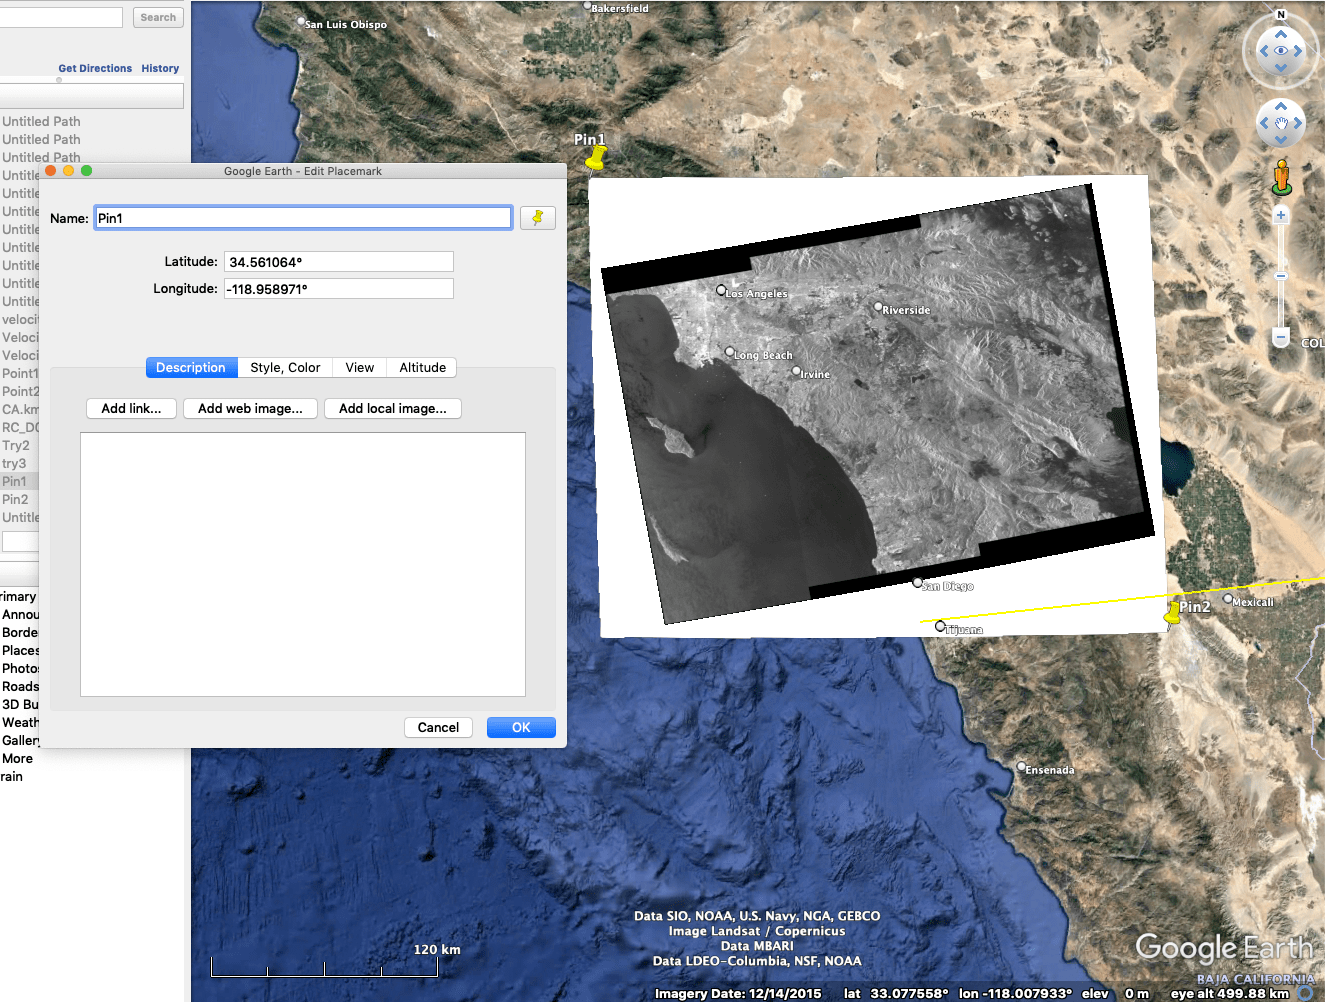 Search
Get Directions History
Untitled Path
Untitled Path
Untitled Path
Untitle
Untitle
Untitle
Untitle
Untitle
Untitle
Untitle
Untitle
velocit
Veloci
Veloci
Point1
Point2
CA.km
RC_DC
Try2
try3
Pin1
Pin2
Untitle
rimary
Annou
Border
Places
Photos
Roads
3D Bu
Weath
Gallery
More
rain
Google Earth - Edit Placemark
Name: Pin1
Latitude: 34.561064°
Longitude: -118.958971°
Description Style, Color View Altitude
Add link... Add web image... Add local image...
Cancel OK
San Luis Obispo
Bakersfield
N
Pin1
Los Angeles
Riverside
Long Beach
Irvine
COL
San Diego
Tijuana
Pin2
Mexicali
Ensenada
120 km
Data SIO, NOAA, U.S. Navy, NGA, GEBCO
Image Landsat / Copernicus
Data MBARI
Data LDEO-Columbia, NSF, NOAA
Google Earth
BAJA CALIFORNIA
Imagery Date: 12/14/2015 lat 33.077558° lon -118.007933° elev 0 m eye alt 499.88 km